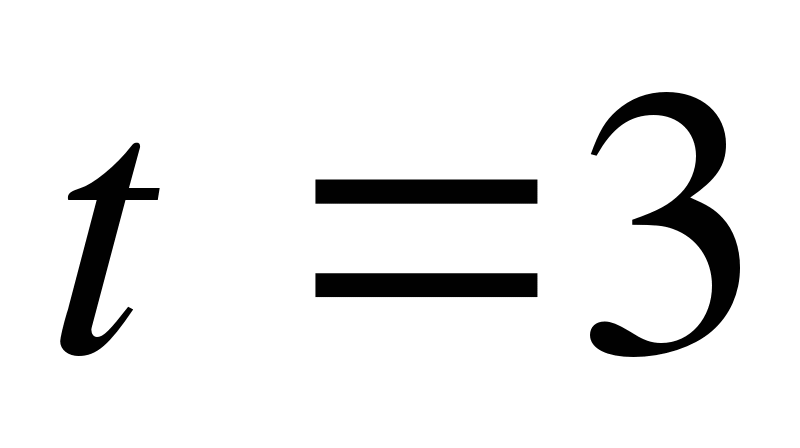 t = 3